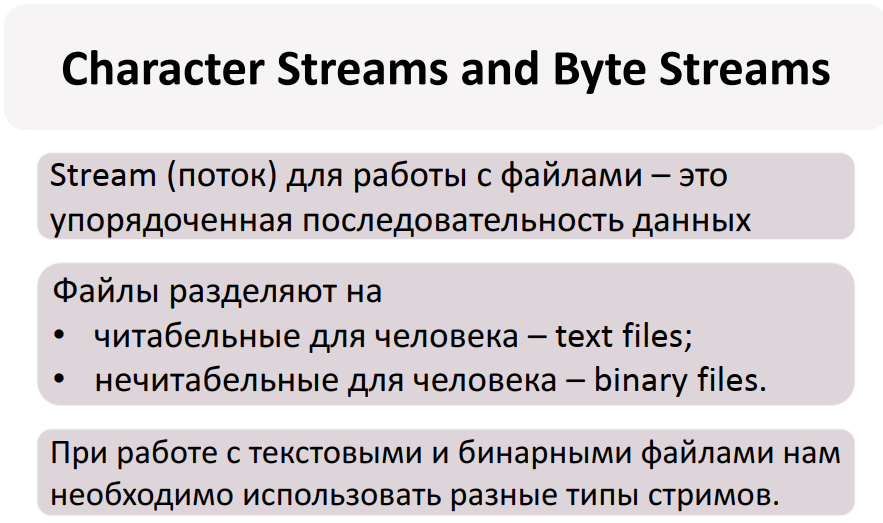 Character Streams and Byte Streams
Stream (поток) для работы с файлами – это
упорядоченная последовательность данных
Файлы разделяют на
• читабельные для человека – text files;
• нечитабельные для человека – binary files.
При работе с текстовыми и бинарными файлами нам
необходимо использовать разные типы стримов.